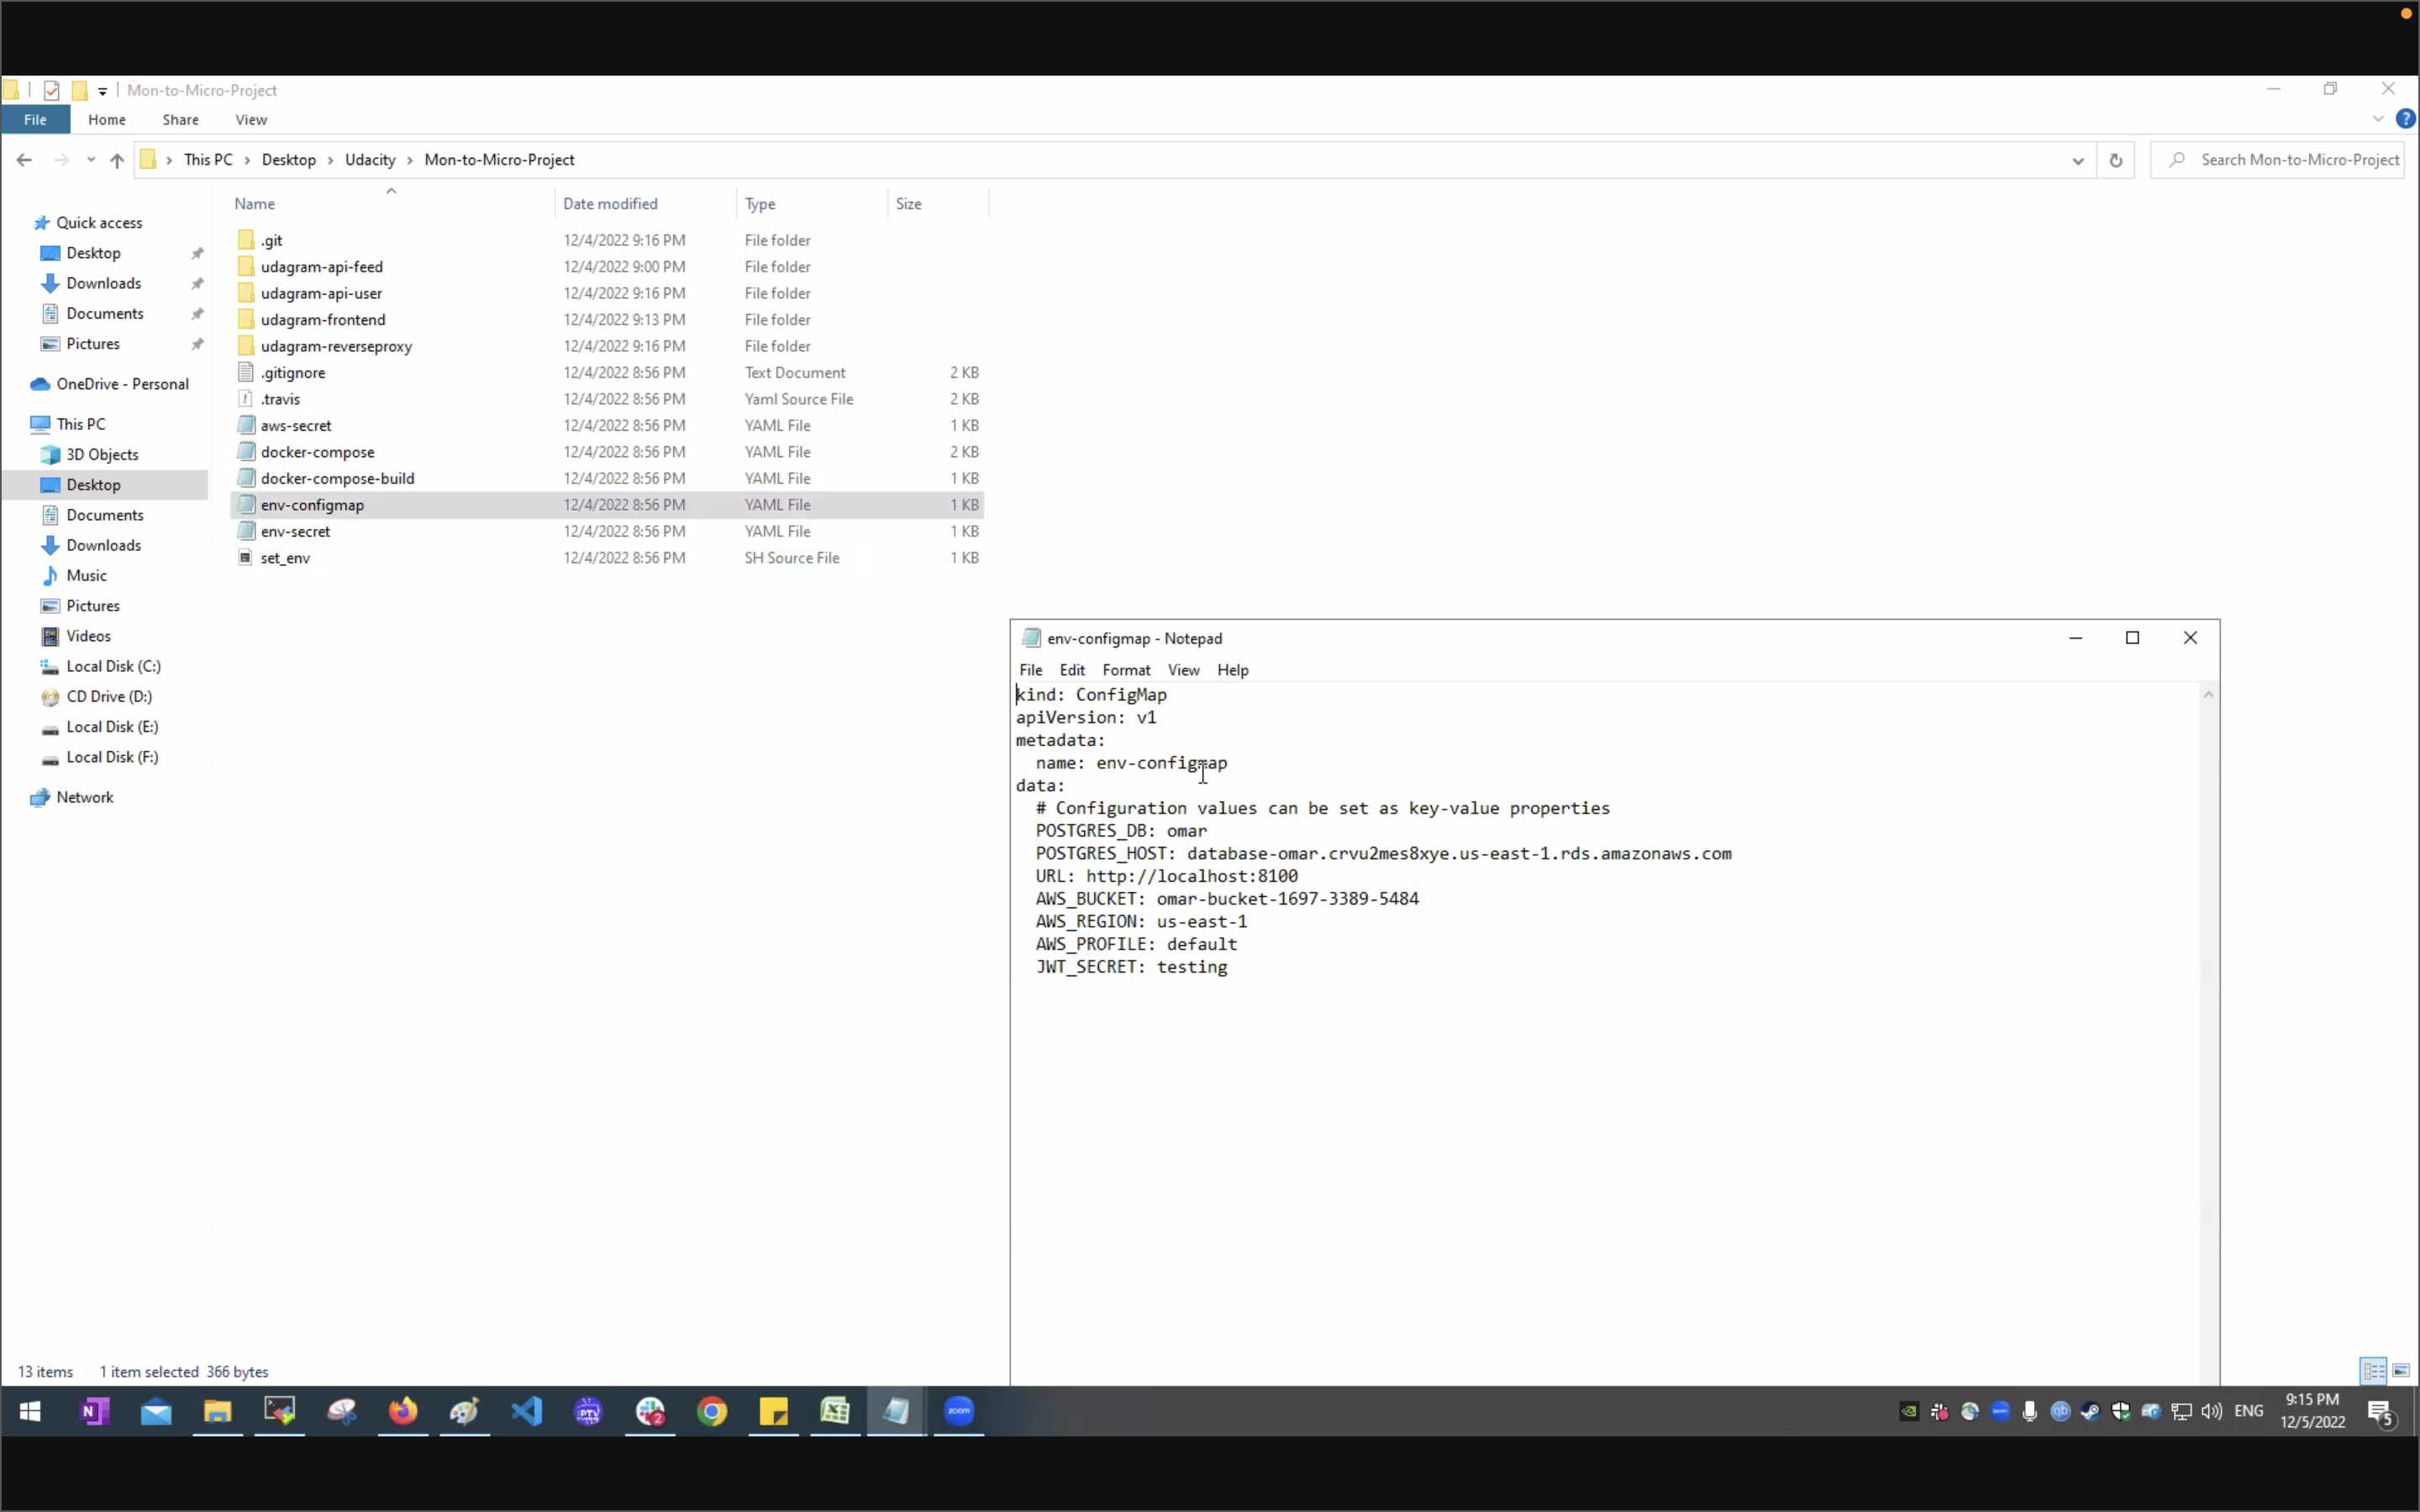 Mon-to-Micro-Project
File Home Share View
This PC Desktop Udacity Mon-to-Micro-Project
Search Mon-to-Micro-Project
Name Date modified Type Size
Quick access
Desktop
Downloads
Documents
Pictures
OneDrive - Personal
This PC
3D Objects
Desktop
Documents
Downloads
Music
Pictures
Videos
Local Disk (C:)
CD Drive (D:)
Local Disk (E:)
Local Disk (F:)
Network
.git 12/4/2022 9:16 PM File folder
udagram-api-feed 12/4/2022 9:00 PM File folder
udagram-api-user 12/4/2022 9:16 PM File folder
udagram-frontend 12/4/2022 9:13 PM File folder
udagram-reverseproxy 12/4/2022 9:16 PM File folder
.gitignore 12/4/2022 8:56 PM Text Document 2 KB
.travis 12/4/2022 8:56 PM Yaml Source File 2 KB
aws-secret 12/4/2022 8:56 PM YAML File 1 KB
docker-compose 12/4/2022 8:56 PM YAML File 2 KB
docker-compose-build 12/4/2022 8:56 PM YAML File 1 KB
env-configmap 12/4/2022 8:56 PM YAML File 1 KB
env-secret 12/4/2022 8:56 PM YAML File 1 KB
set_env 12/4/2022 8:56 PM SH Source File 1 KB
env-configmap - Notepad
File Edit Format View Help
kind: ConfigMap
apiVersion: v1
metadata:
  name: env-configmap
data:
  # Configuration values can be set as key-value properties
  POSTGRES_DB: omar
  POSTGRES_HOST: database-omar.crvu2mes8xye.us-east-1.rds.amazonaws.com
  URL: http://localhost:8100
  AWS_BUCKET: omar-bucket-1697-3389-5484
  AWS_REGION: us-east-1
  AWS_PROFILE: default
  JWT_SECRET: testing
13 items 1 item selected 366 bytes
N
IPTV
2
zoom
qb
ENG
9:15 PM
12/5/2022
5